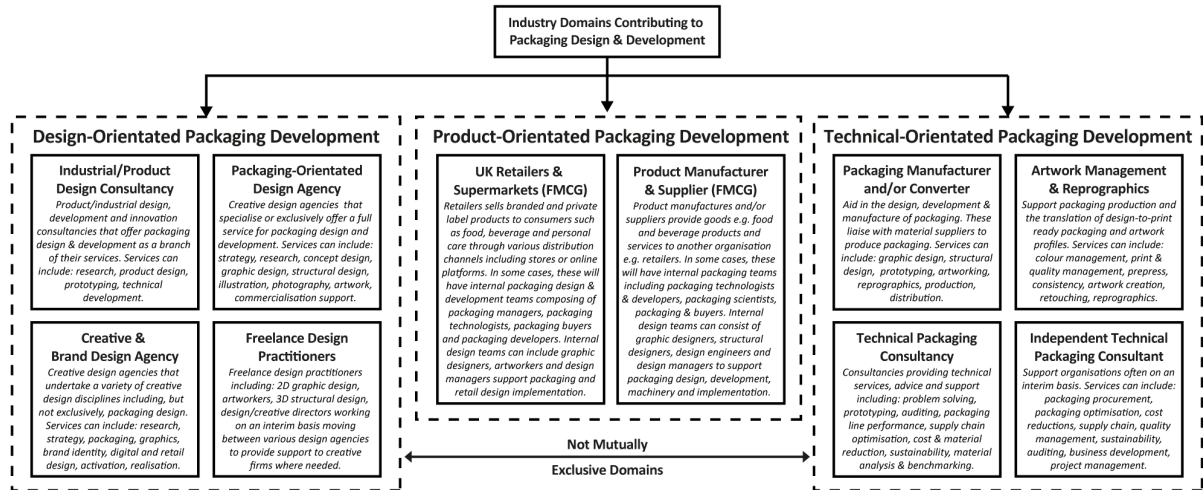 Industry Domains Contributing to
Packaging Design & Development
Design-Orientated Packaging Development
Industrial/Product
Design Consultancy
Product/industrial design,
development and innovation
consultancies that offer packaging
design & development as a branch
of their services. Services can
include: research, product design,
prototyping, technical
development.
Packaging-Orientated
Design Agency
Creative design agencies that
specialise or exclusively offer a full
service for packaging design and
development. Services can include:
strategy, research, concept design,
graphic design, structural design,
illustration, photography, artwork,
commercialisation support.
Creative &
Brand Design Agency
Creative design agencies that
undertake a variety of creative
design disciplines including, but
not exclusively, packaging design.
Services can include: research,
strategy, packaging, graphics,
brand identity, digital and retail
design, activation, realisation.
Freelance Design
Practitioners
Freelance design practitioners
including: 2D graphic design,
artworkers, 3D structural design,
design/creative directors working
on an interim basis moving
between various design agencies
to provide support to creative
firms where needed.
Product-Orientated Packaging Development
UK Retailers &
Supermarkets (FMCG)
Retailers sells branded and private
label products to consumers such
as food, beverage and personal
care through various distribution
channels including stores or online
platforms. In some cases, these will
have internal packaging design &
development teams composing of
packaging managers, packaging
technologists, packaging buyers
and packaging developers. Internal
design teams can include graphic
designers, artworkers and design
managers support packaging and
retail design implementation.
Product Manufacturer
& Supplier (FMCG)
Product manufacturers and/or
suppliers provide goods e.g. food
and beverage products and
services to another organisation
e.g. retailers. In some cases, these
will have internal packaging teams
including packaging technologists
& developers, packaging scientists,
packaging & buyers. Internal
design teams can consist of
graphic designers, structural
designers, design engineers and
design managers to support
packaging design, development,
machinery and implementation.
Not Mutually
Exclusive Domains
Technical-Orientated Packaging Development
Packaging Manufacturer
and/or Converter
Aid in the design, development &
manufacture of packaging. These
liaise with material suppliers to
produce packaging. Services can
include: graphic design, structural
design, prototyping, artworking,
reprographics, production,
distribution.
Artwork Management
& Reprographics
Support packaging production and
the translation of design-to-print
ready packaging and artwork
profiles. Services can include:
colour management, print &
quality management, prepress,
consistency, artwork creation,
retouching, reprographics.
Technical Packaging
Consultancy
Consultancies providing technical
services, advice and support
including: problem solving,
prototyping, auditing, packaging
line performance, supply chain
optimisation, cost & material
reduction, sustainability, material
analysis & benchmarking.
Independent Technical
Packaging Consultant
Support organisations often on an
interim basis. Services can include:
packaging procurement,
packaging optimisation, cost
reductions, supply chain, quality
management, sustainability,
auditing, business development,
project management.